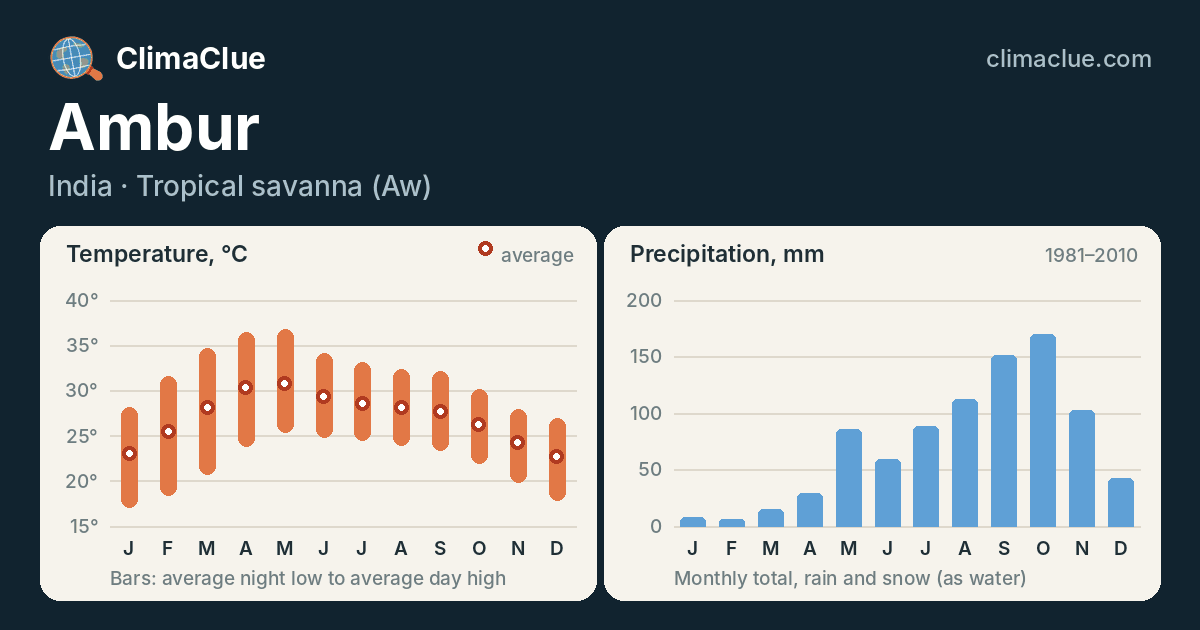 ClimaClue
climaclue.com
Ambur
India · Tropical savanna (Aw)
Temperature, °C
average
40°
35°
30°
25°
20°
15°
J F M A M J J A S O N D
Bars: average night low to average day high
Precipitation, mm
1981–2010
200
150
100
50
0
J F M A M J J A S O N D
Monthly total, rain and snow (as water)